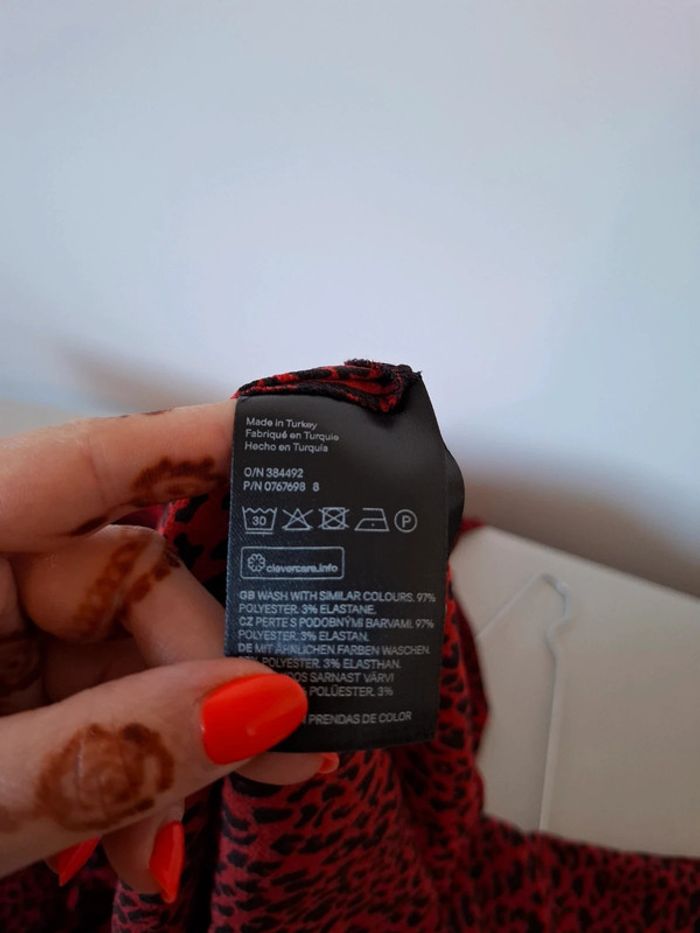 Made in Turkey
Fabriqué en Turquie
Hecho en Turquía
O/N 384492
P/N 0767698 8
30
P
clevercare.info
GB WASH WITH SIMILAR COLOURS. 97%
POLYESTER. 3% ELASTANE.
CZ PERTE S PODOBNÝMI BARVAMI. 97%
POLYESTER. 3% ELASTAN.
DE MIT ÄHNLICHEN FARBEN WASCHEN.
POLYESTER. 3% ELASTHAN.
SARNAST VÄRVI
POLÜESTER. 3%
PRENDAS DE COLOR